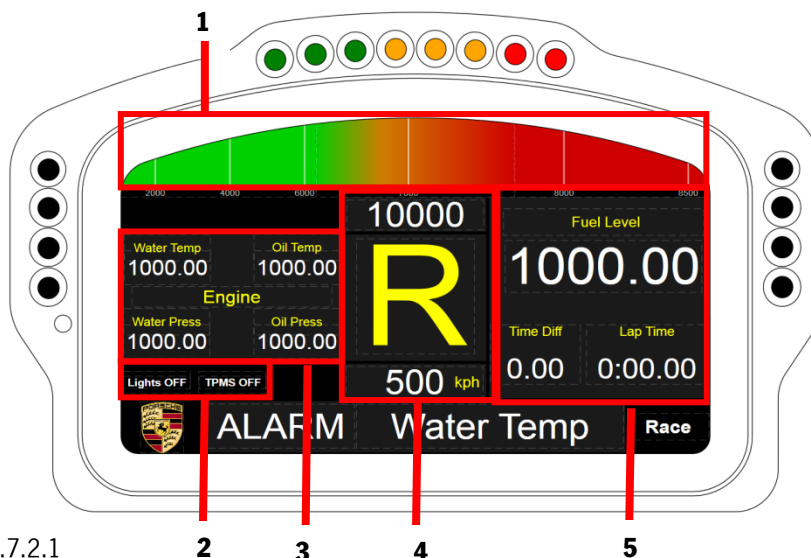 1
2000 4000 6000 7000 8000 8500
10000
Fuel Level
1000.00
Water Temp Oil Temp
1000.00 1000.00
R
Engine
Water Press Oil Press
1000.00 1000.00
Time Diff Lap Time
0.00 0:00.00
Lights OFF TPMS OFF
500 kph
PORSCHE
ALARM Water Temp Race
.7.2.1 2 3 4 5